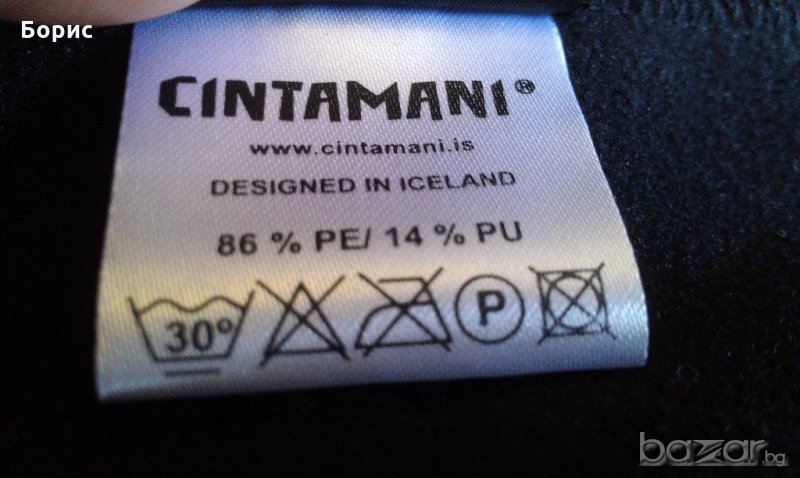 Борис
CINTAMANI®
www.cintamani.is
DESIGNED IN ICELAND
86 % PE/ 14 % PU
30°
P
bazar.bg